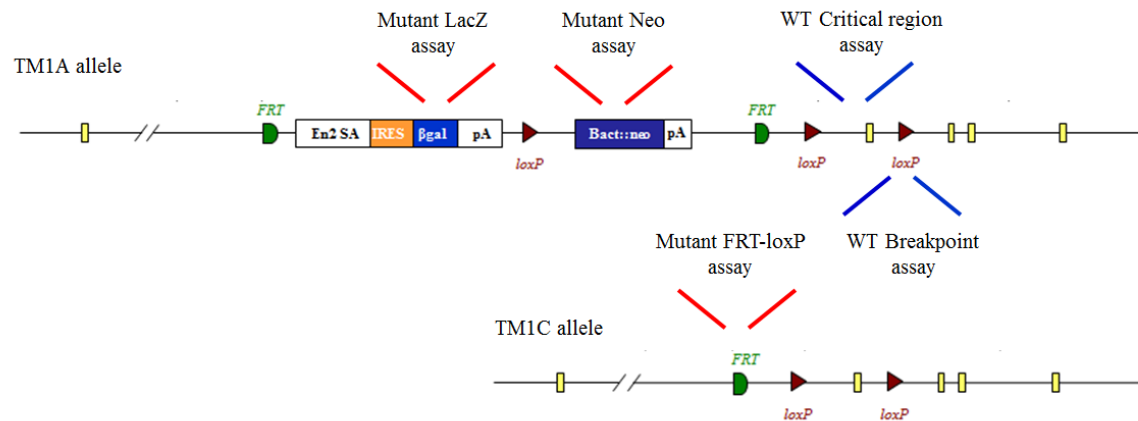 Mutant LacZ
assay
Mutant Neo
assay
WT Critical region
assay
TM1A allele
FRT
En2 SA
IRES
βgal
pA
loxP
Bact::neo
pA
FRT
loxP
loxP
Mutant FRT-loxP
assay
WT Breakpoint
assay
TM1C allele
FRT
loxP
loxP